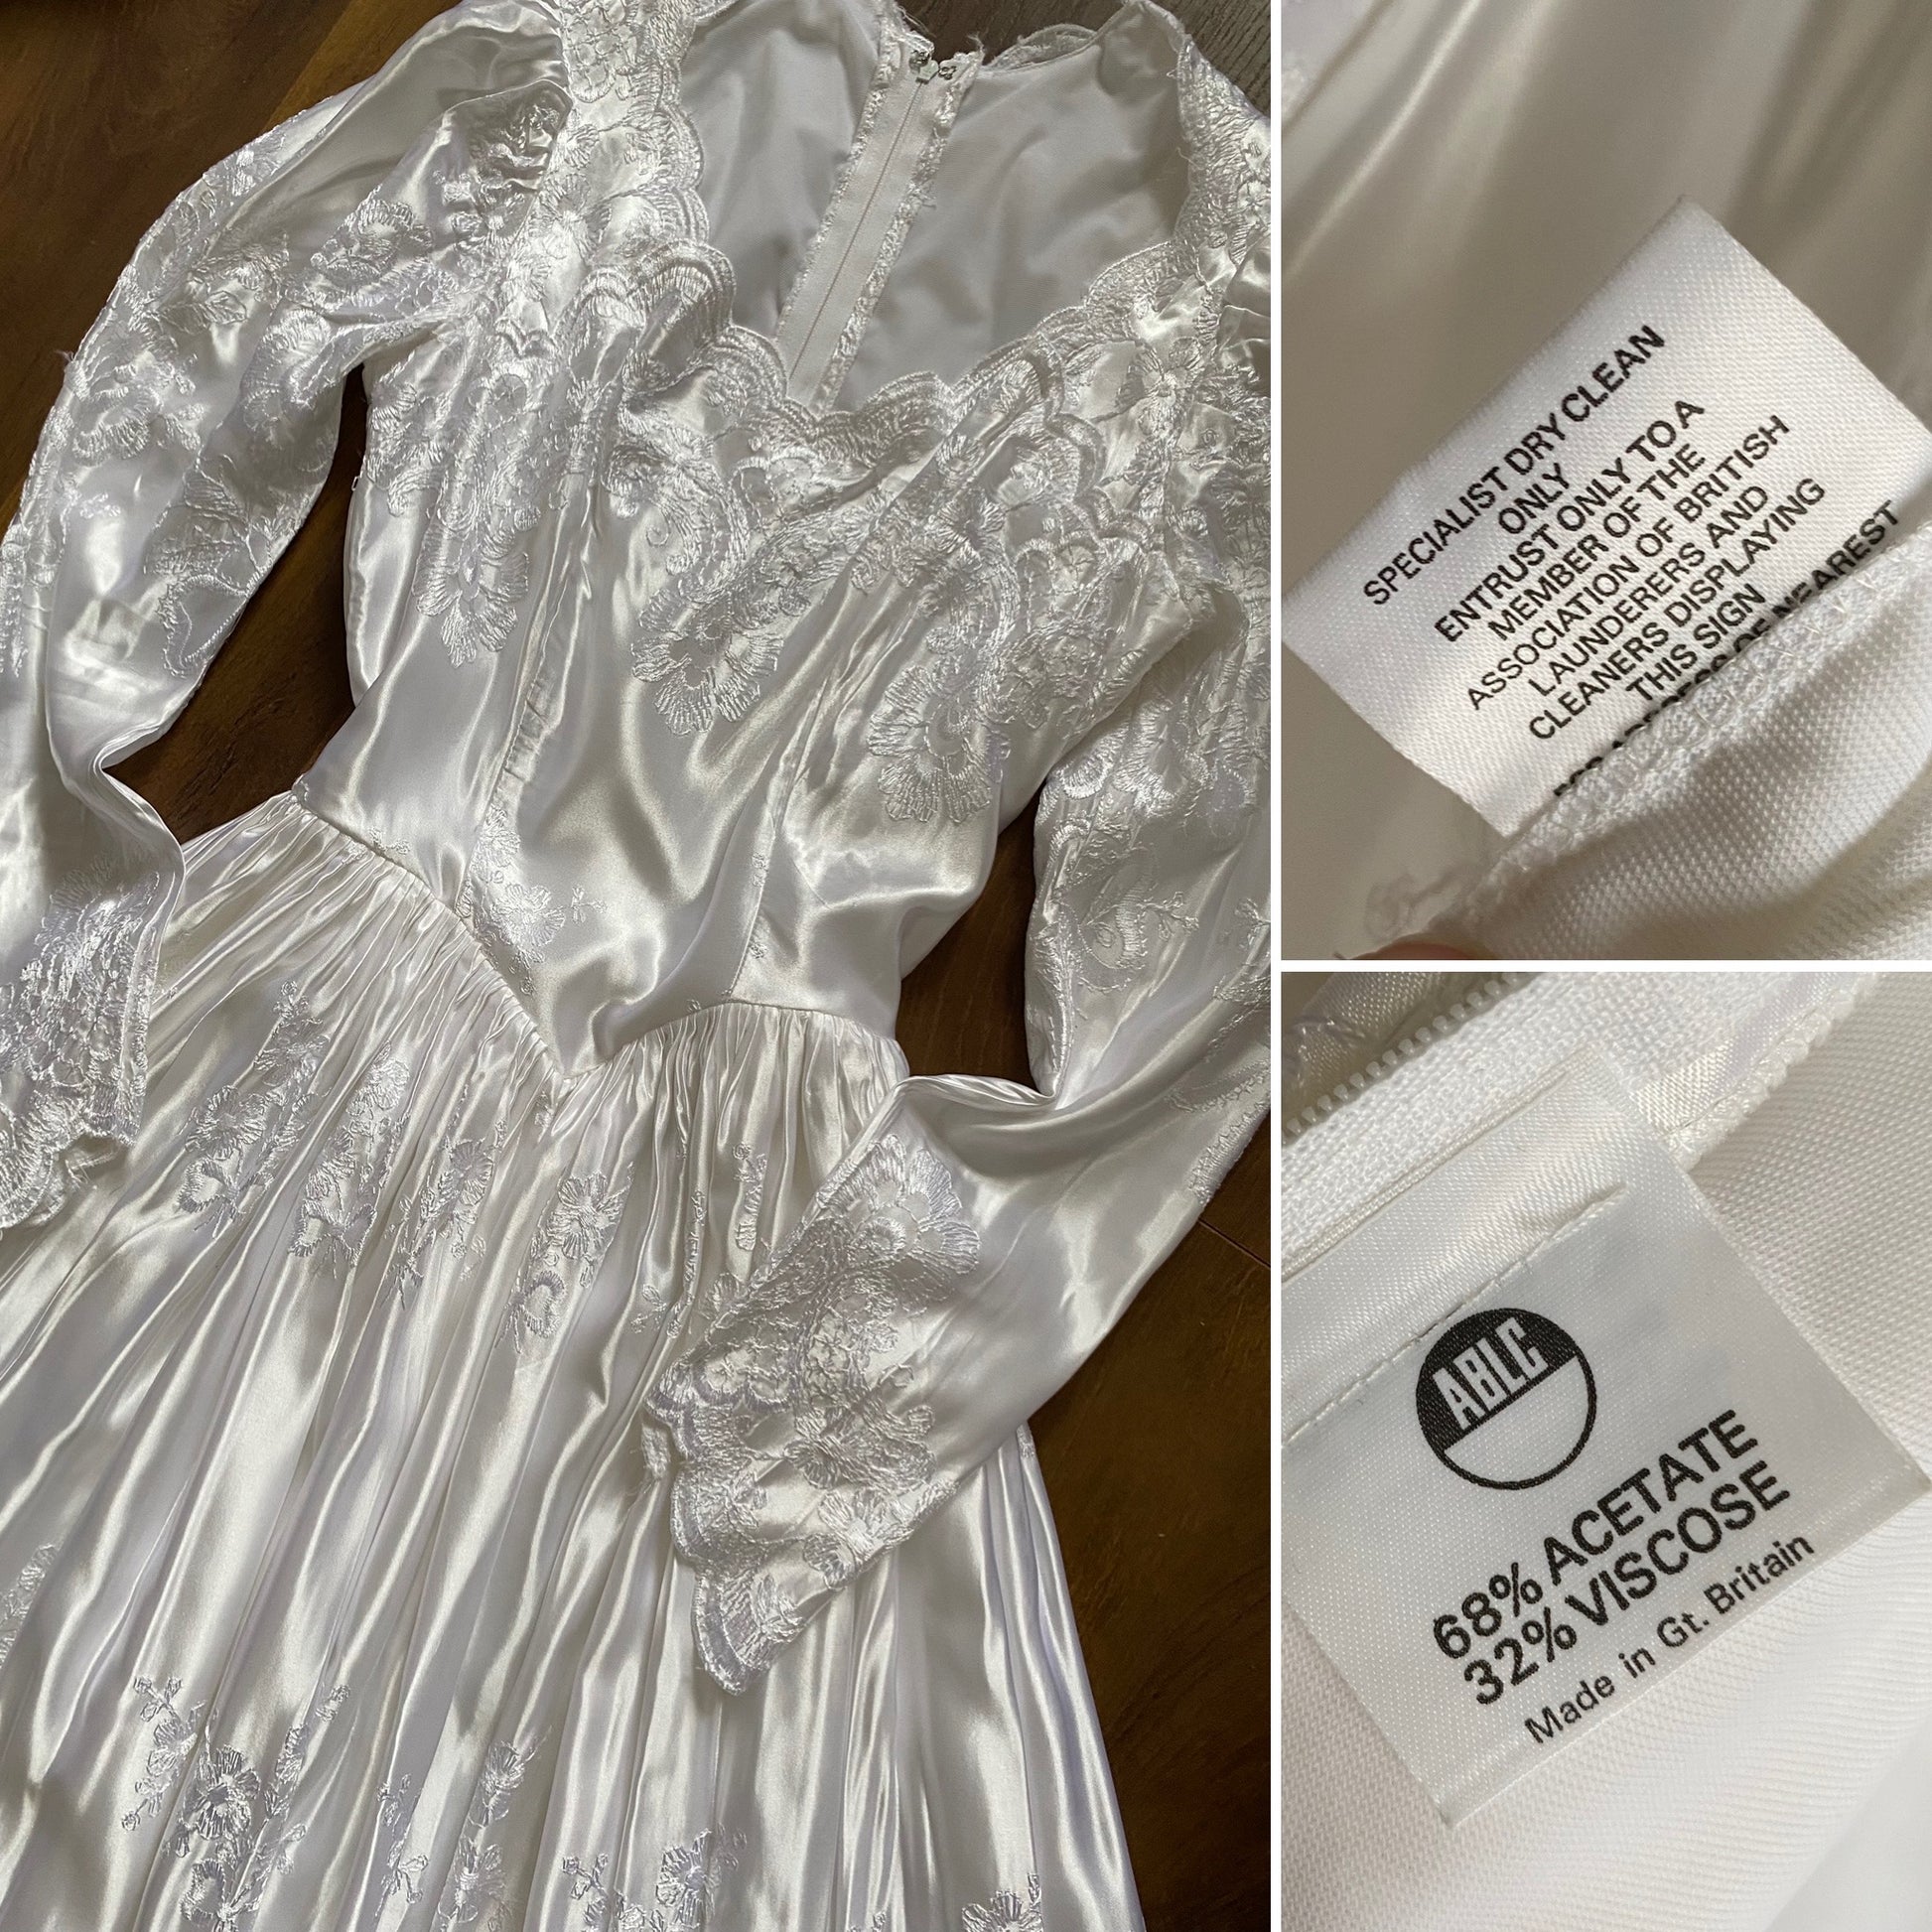 SPECIALIST DRY CLEAN
ONLY
ENTRUST ONLY TO A
MEMBER OF THE
ASSOCIATION OF BRITISH
LAUNDERERS AND
CLEANERS DISPLAYING
THIS SIGN
NEAREST
ABLC
68% ACETATE
32% VISCOSE
Made in Gt. Britain